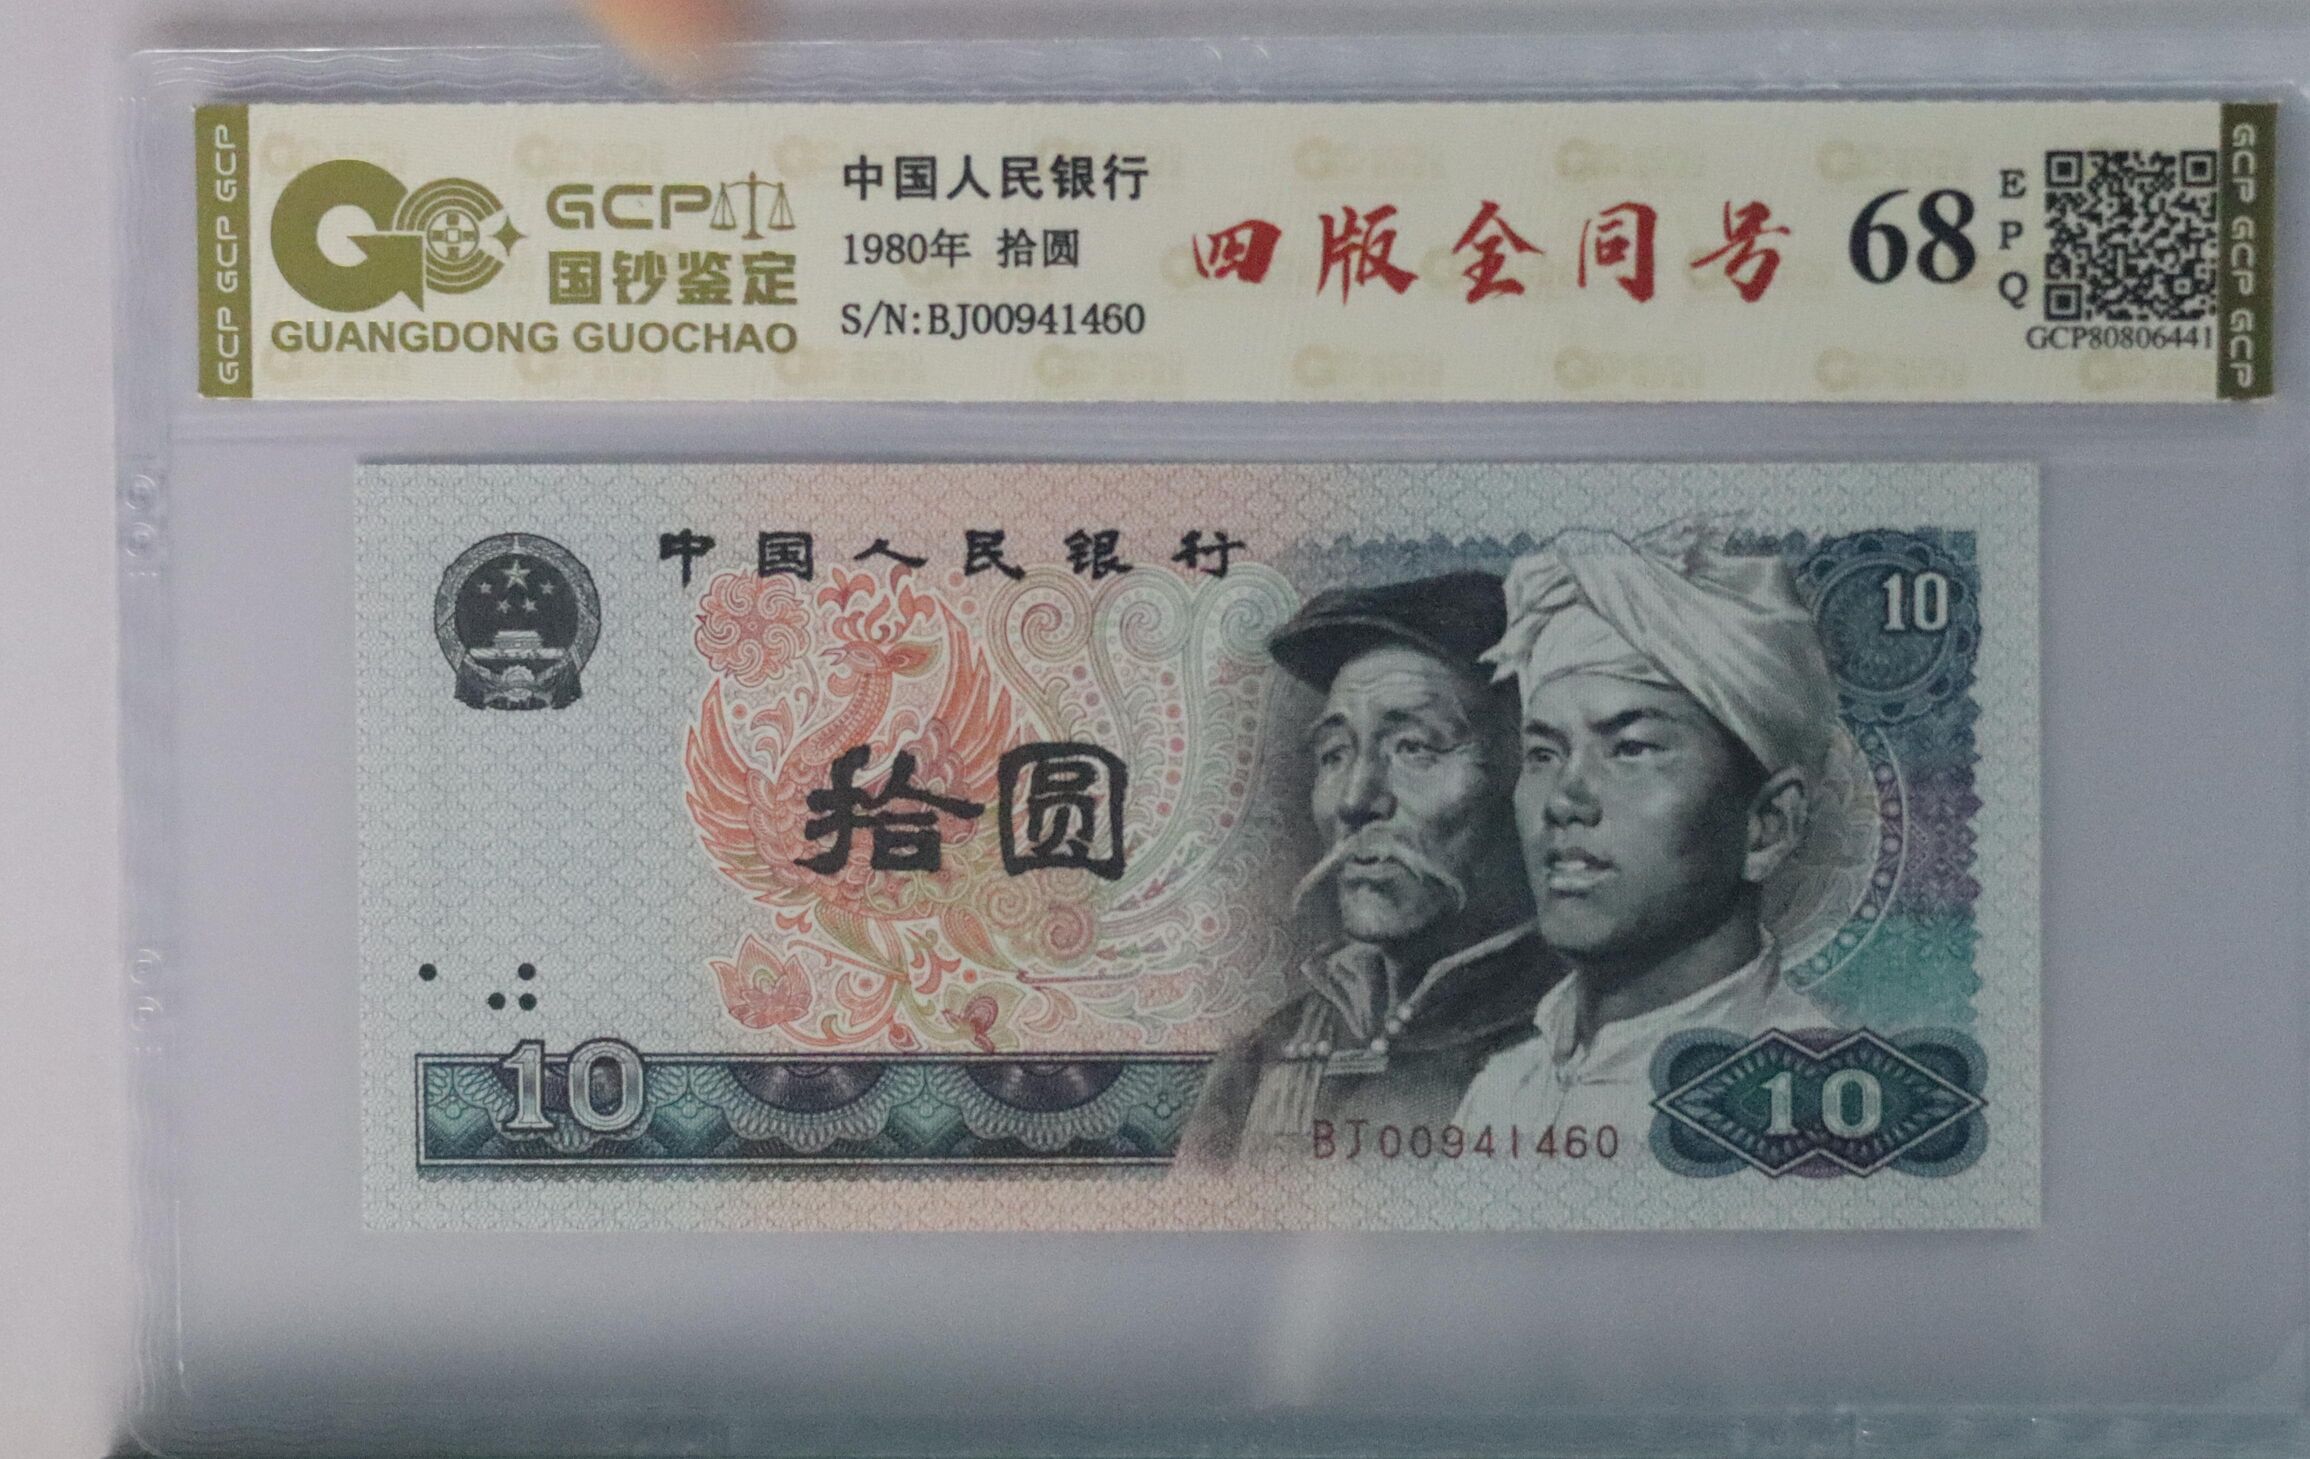 GCP GCP GCP
GCP
国钞鉴定
GUANGDONG GUOCHAO
中国人民银行
1980年 拾圆
S/N:BJ00941460
四版全同号
68
EPQ
GCP80806441
GCP GCP GCP
中国人民银行
10
拾圆
10
BJ00941460
10